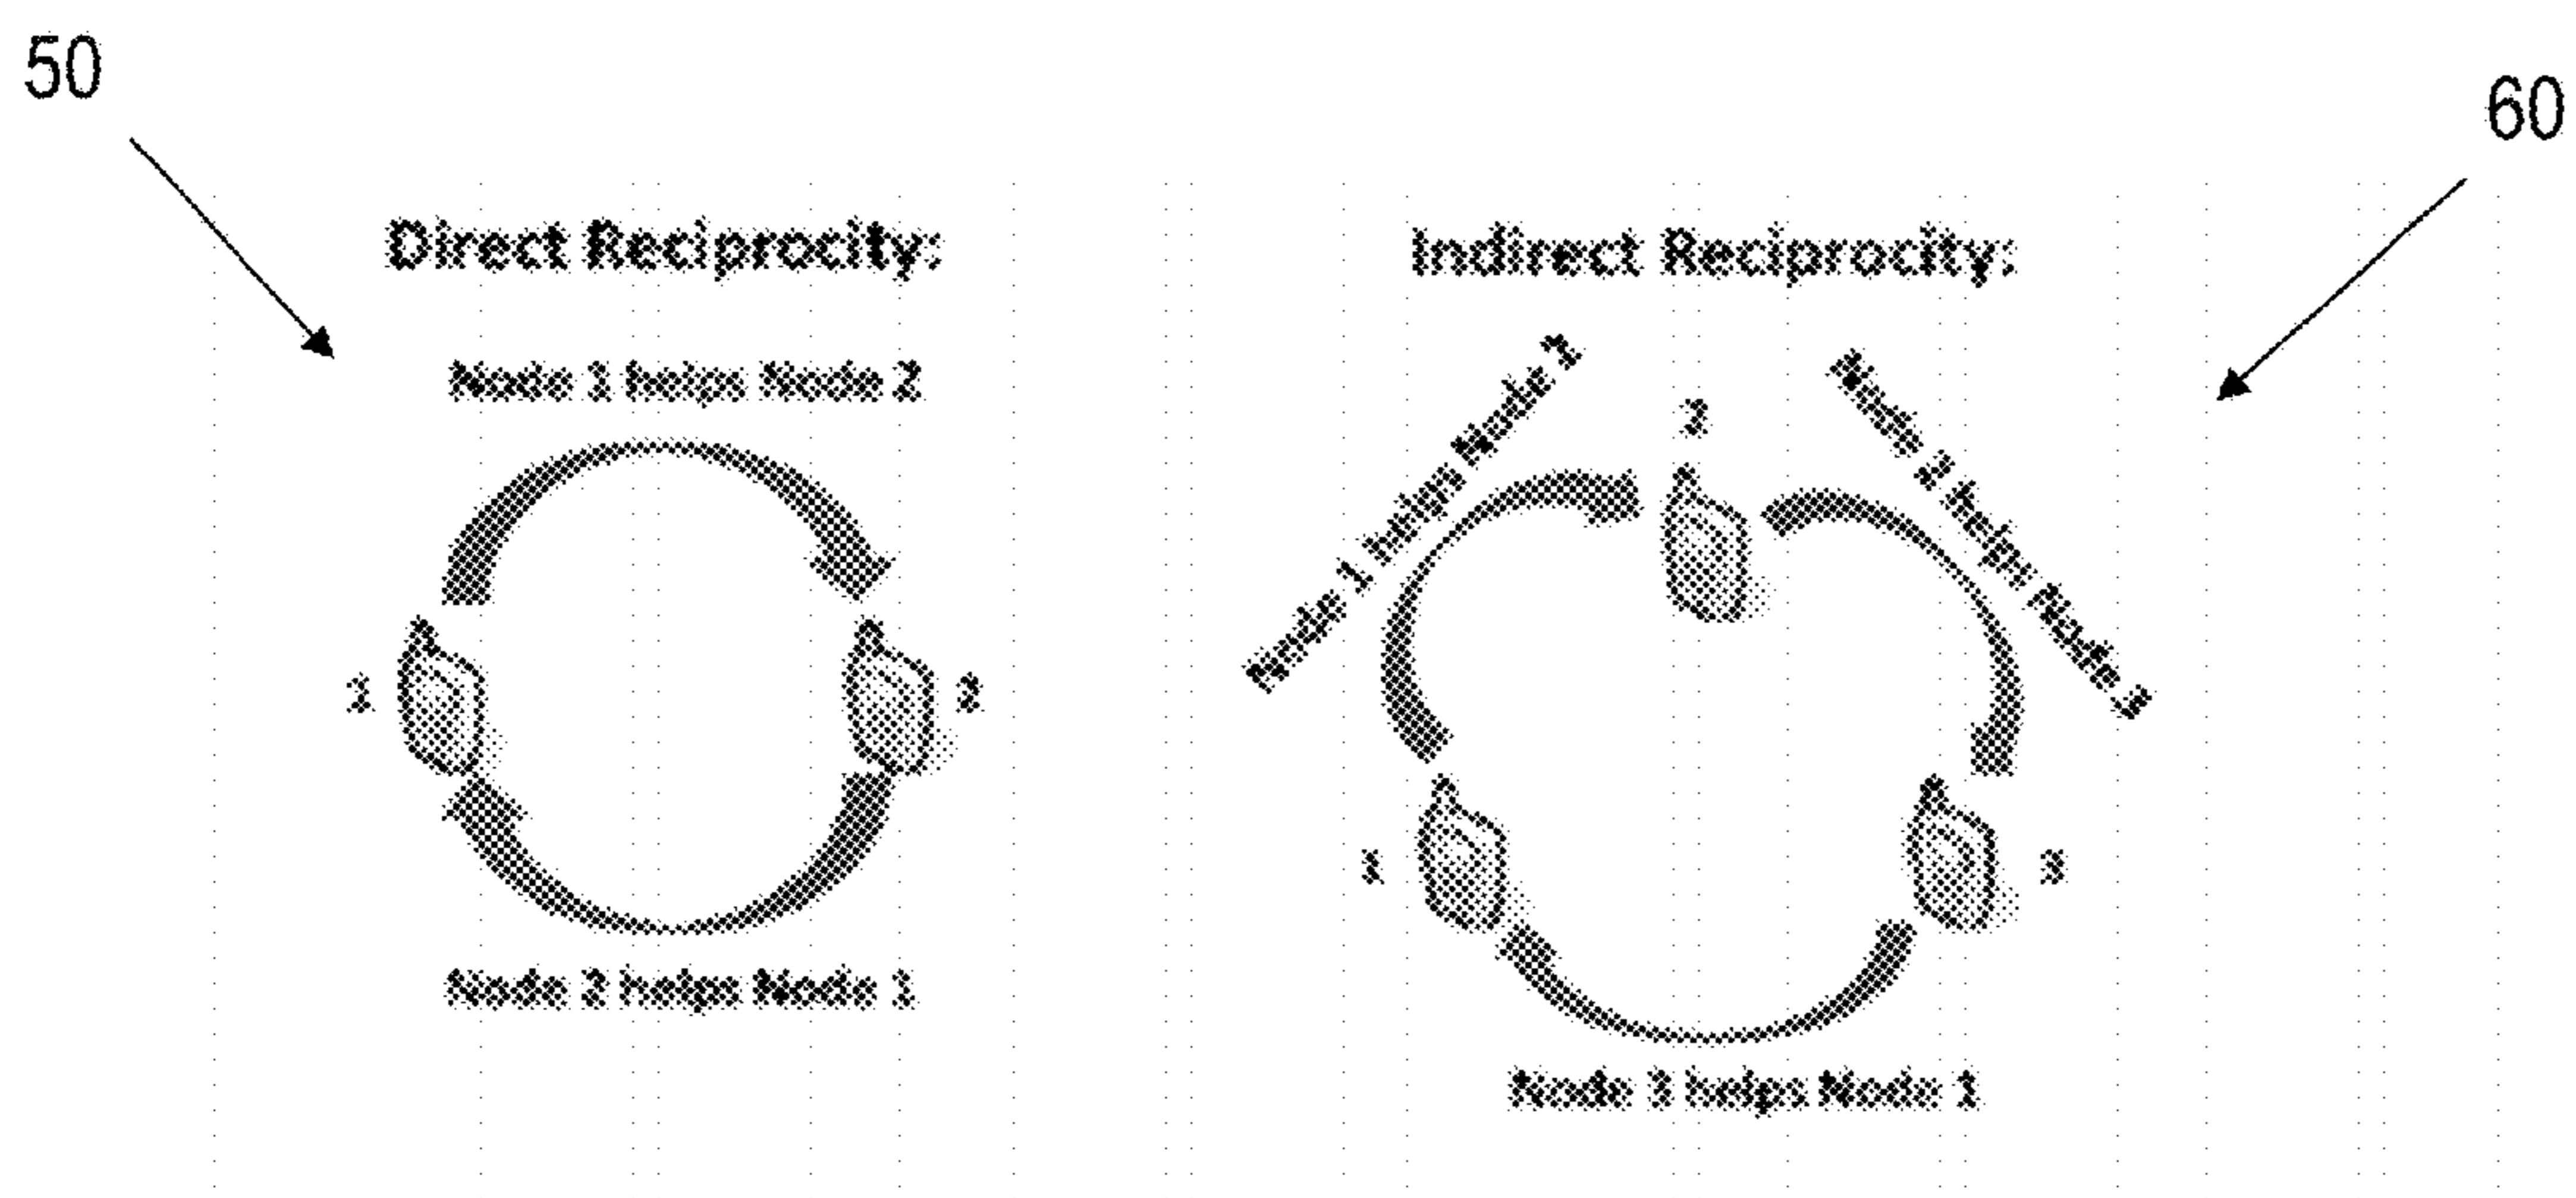 50
60
Direct Reciprocity:
Node 1 helps Node 2
1
2
Node 2 helps Node 1
Indirect Reciprocity:
Node 1 helps Node 2
Node 2 helps Node 3
2
1
3
Node 3 helps Node 1